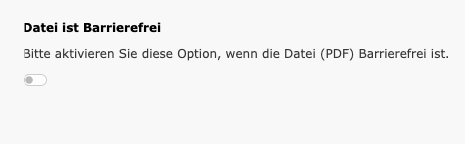 Datei ist Barrierefrei
Bitte aktivieren Sie diese Option, wenn die Datei (PDF) Barrierefrei ist.